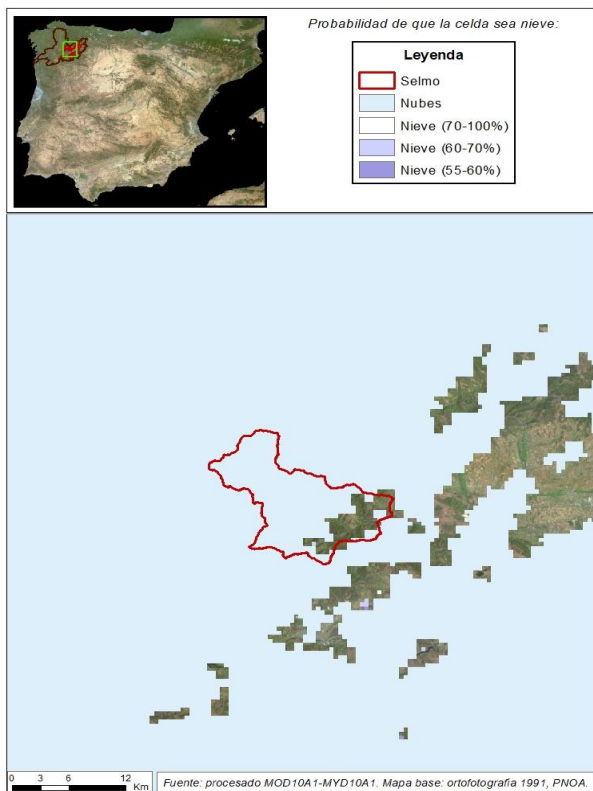 Probabilidad de que la celda sea nieve:
Leyenda
Selmo
Nubes
Nieve (70-100%)
Nieve (60-70%)
Nieve (55-60%)
0 3 6 12
Km
Fuente: procesado MOD10A1-MYD10A1. Mapa base: ortofotografía 1991, PNOA.